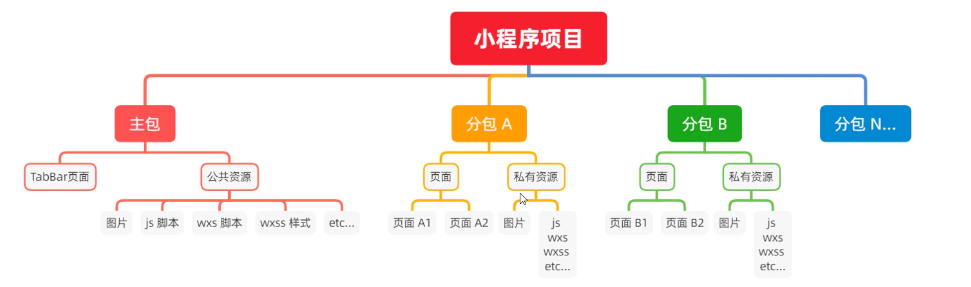 小程序项目
主包
分包 A
分包 B
分包 N...
TabBar页面
公共资源
页面
私有资源
页面
私有资源
图片
js 脚本
wxs 脚本
wxss 样式
etc...
页面 A1
页面 A2
图片
js
wxs
wxss
etc...
页面 B1
页面 B2
图片
js
wxs
wxss
etc...